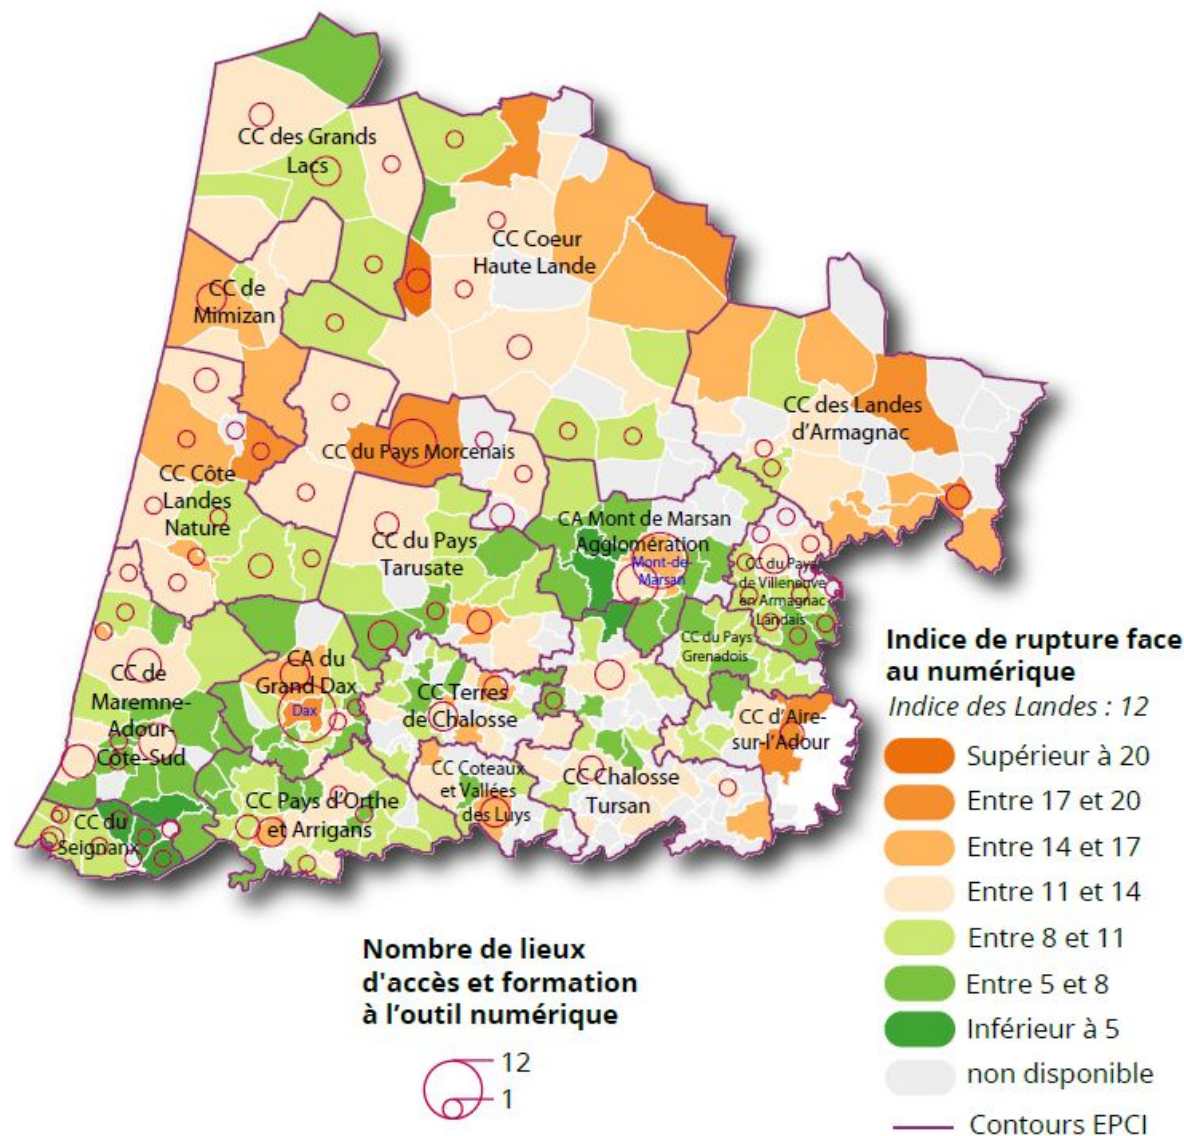 CC des Grands
Lacs
CC Coeur
Haute Lande
CC de
Mimizan
CC des Landes
d'Armagnac
CC du Pays Morcenais
CC Côte
Landes
Nature
CA Mont de Marsan
Agglomération
Mont-de-
Marsan
CC du Pays
Tarusate
CC du Pays
de Villeneuve
en Armagnac
Landais
CC du Pays
Grenadois
CA du
Grand Dax
Dax
CC de
Maremne-
Adour-
Côte-Sud
CC Terres
de Chalosse
CC d'Aire-
sur-l'Adour
CC Coteaux
et Vallées
des Luys
CC Chalosse
Tursan
CC Pays d'Orthe
et Arrigans
CC du
Seignanx
Indice de rupture face
au numérique
Indice des Landes : 12
Supérieur à 20
Entre 17 et 20
Entre 14 et 17
Entre 11 et 14
Entre 8 et 11
Entre 5 et 8
Inférieur à 5
non disponible
Contours EPCI
Nombre de lieux
d'accès et formation
à l'outil numérique
12
1